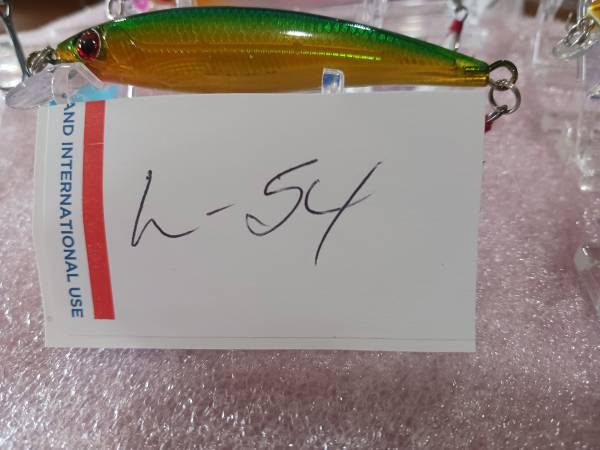 AND INTERNATIONAL USE
L-54